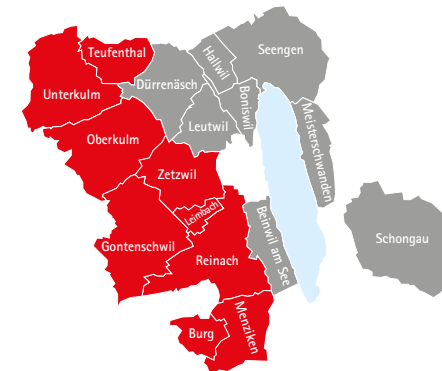 Teufenthal
Seengen
Hallwil
Dürrenäsch
Unterkulm
Boniswil
Leutwil
Meisterschwanden
Oberkulm
Zetzwil
Leimbach
Beinwil am See
Gontenschwil
Schongau
Reinach
Menziken
Burg